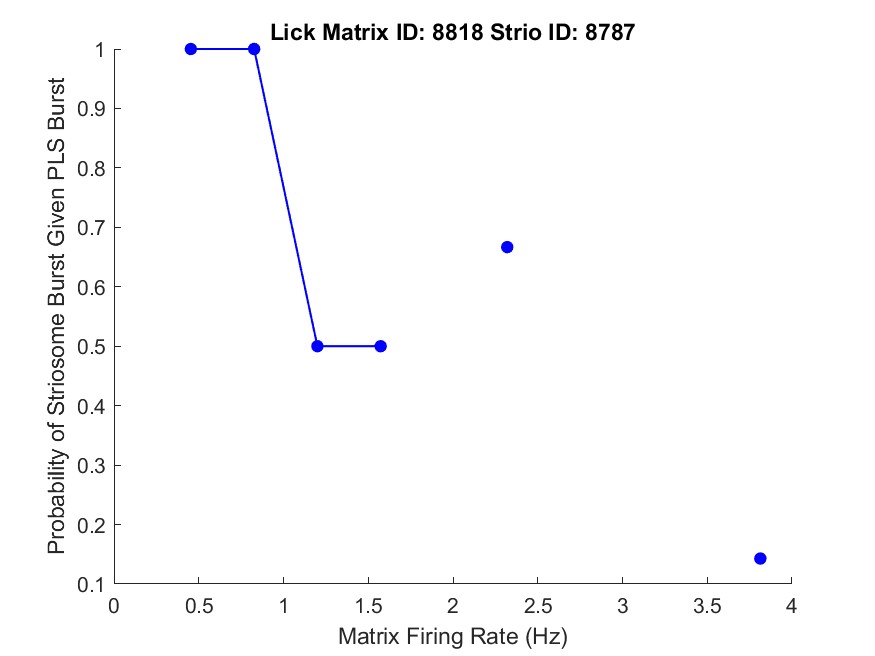 Lick Matrix ID: 8818 Strio ID: 8787
Probability of Striosome Burst Given PLS Burst
1
0.9
0.8
0.7
0.6
0.5
0.4
0.3
0.2
0.1
0 0.5 1 1.5 2 2.5 3 3.5 4
Matrix Firing Rate (Hz)